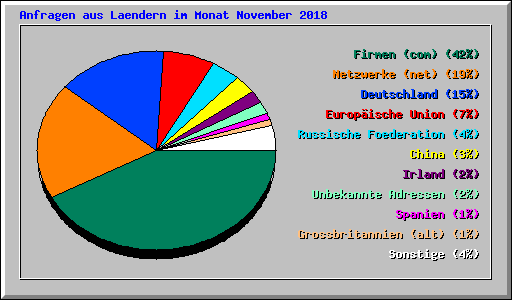 Anfragen aus Laendern im Monat November 2018
Firmen (com) (42%)
Netzwerke (net) (19%)
Deutschland (15%)
Europäische Union (7%)
Russische Foederation (4%)
China (3%)
Irland (2%)
Unbekannte Adressen (2%)
Spanien (1%)
Grossbritannien (alt) (1%)
Sonstige (4%)